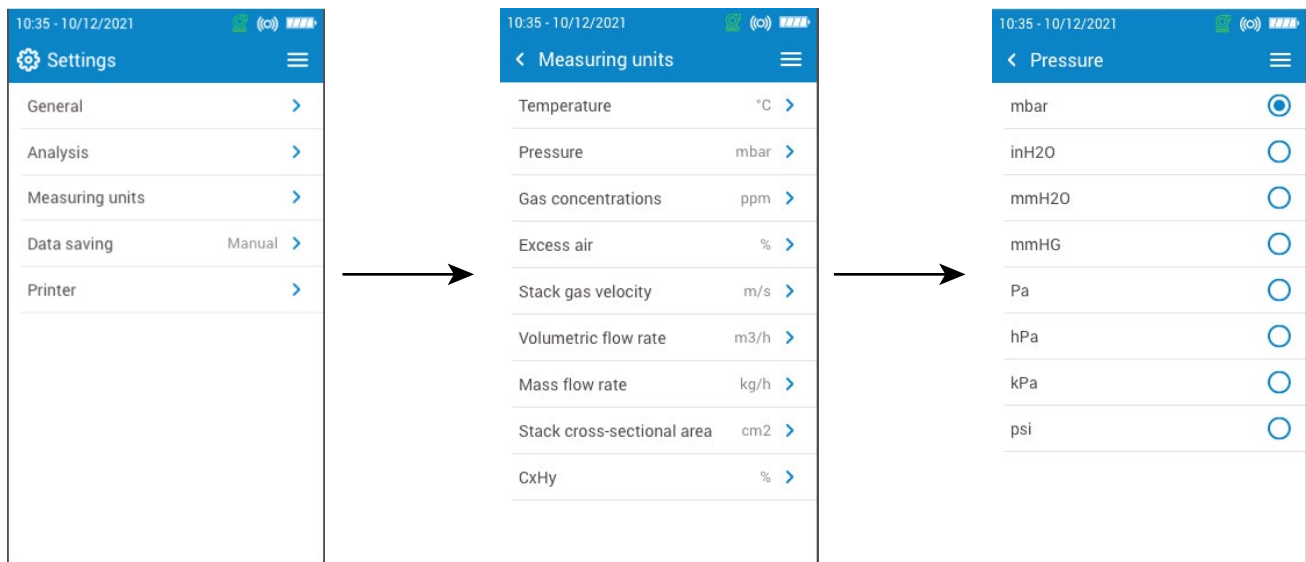 10:35 - 10/12/2021
Settings
General
Analysis
Measuring units
Data saving Manual
Printer
10:35 - 10/12/2021
Measuring units
Temperature °C
Pressure mbar
Gas concentrations ppm
Excess air %
Stack gas velocity m/s
Volumetric flow rate m3/h
Mass flow rate kg/h
Stack cross-sectional area cm2
CxHy %
10:35 - 10/12/2021
Pressure
mbar
inH2O
mmH2O
mmHG
Pa
hPa
kPa
psi